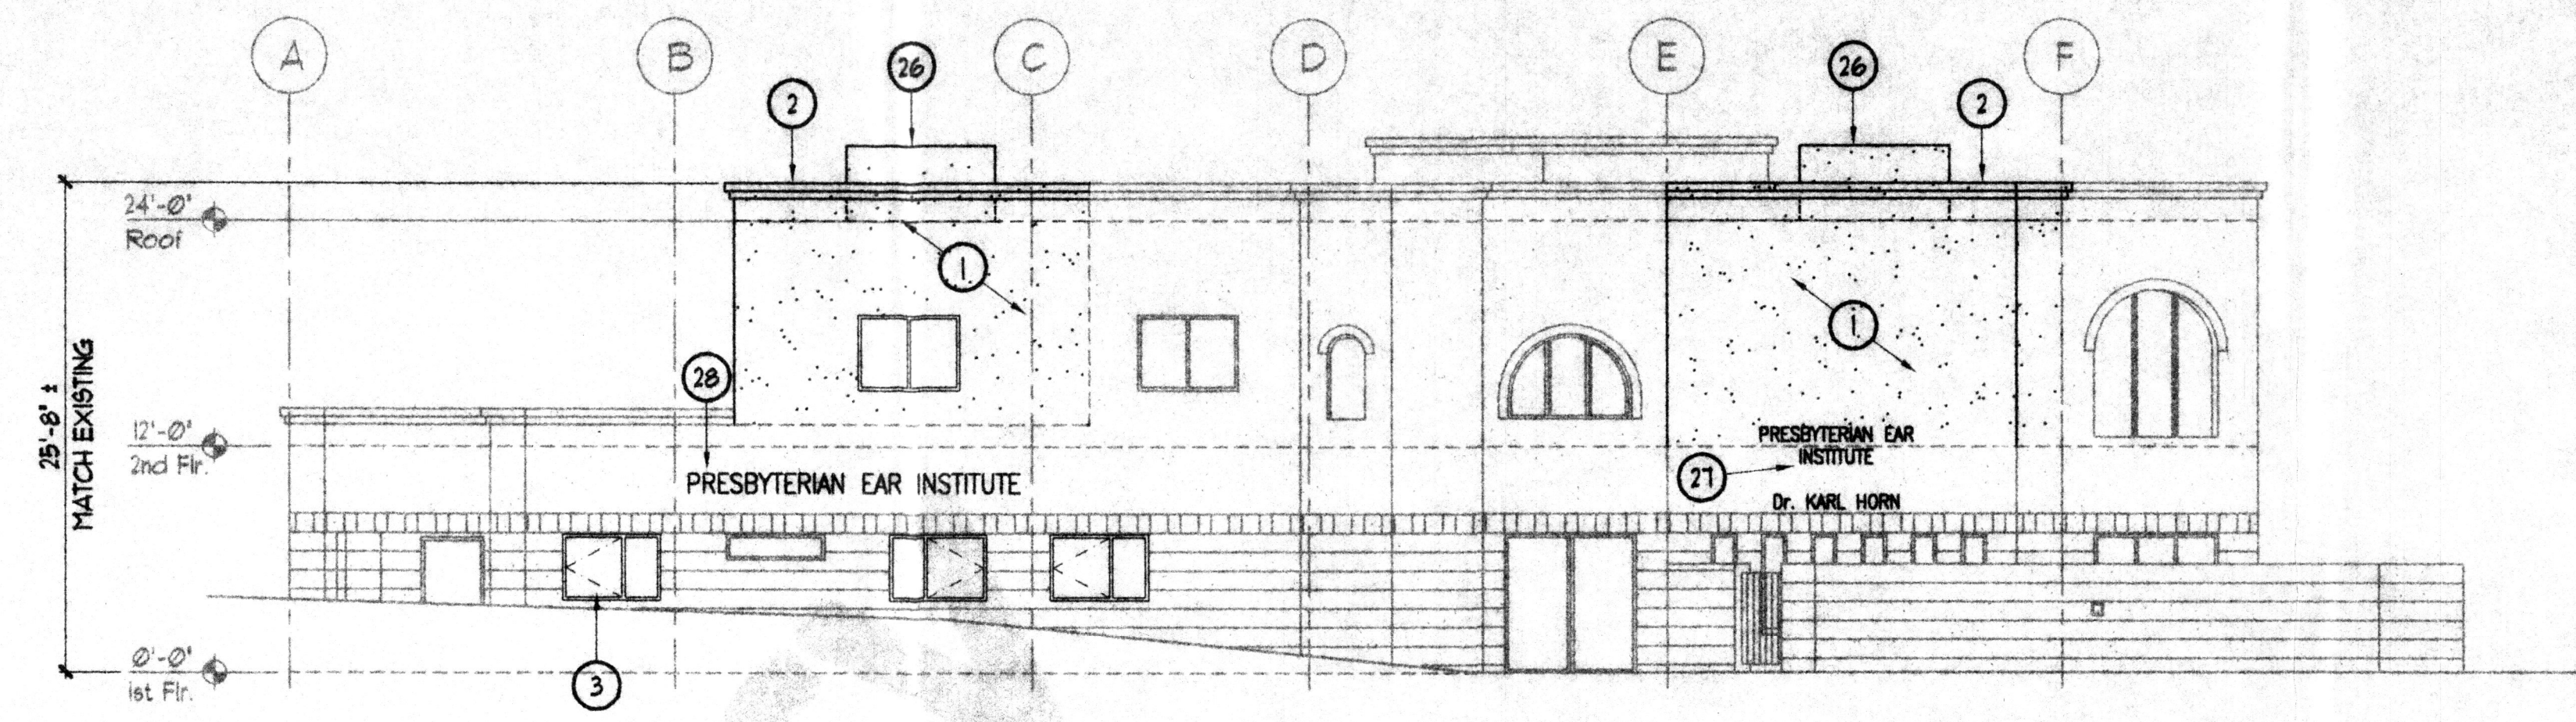 A
B
C
D
E
F
26
2
26
2
24'-0"
Roof
1
1
28
25'-8" ±
MATCH EXISTING
12'-0"
2nd Flr.
PRESBYTERIAN EAR
INSTITUTE
27
PRESBYTERIAN EAR INSTITUTE
Dr. KARL HORN
0'-0"
1st Flr.
3